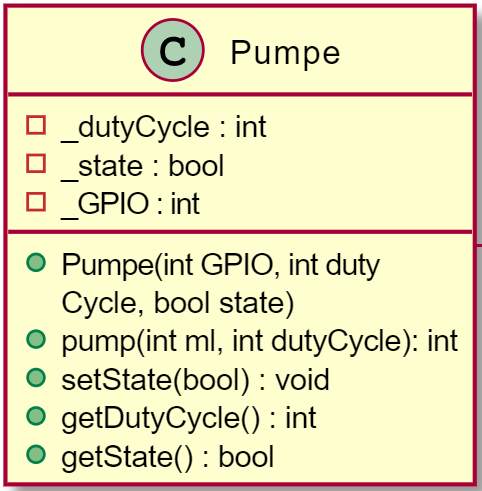 C Pumpe
_dutyCycle : int
_state : bool
_GPIO : int
Pumpe(int GPIO, int duty
Cycle, bool state)
pump(int ml, int dutyCycle): int
setState(bool) : void
getDutyCycle() : int
getState() : bool